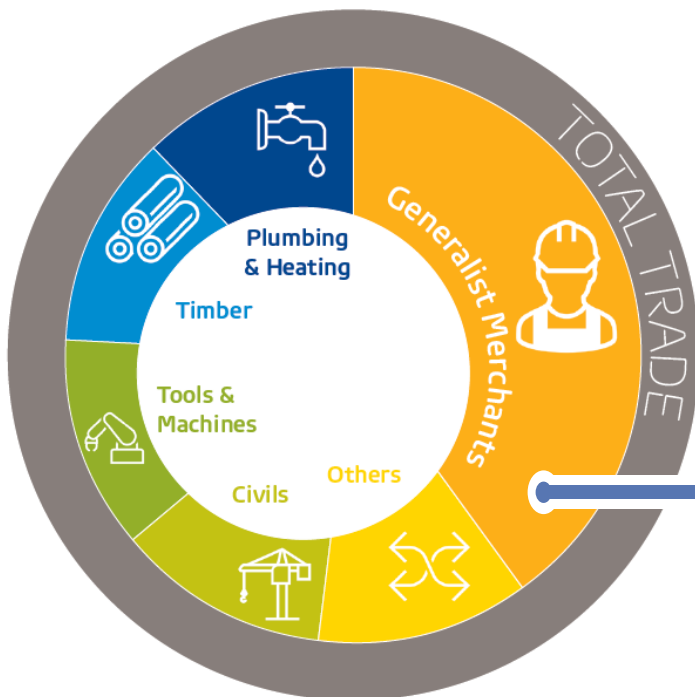 TOTAL TRADE
Generalist Merchants
Plumbing
& Heating
Timber
Tools &
Machines
Civils
Others